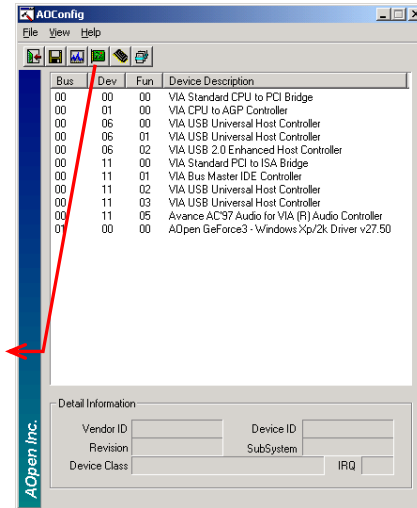 AOConfig
File View Help
Bus Dev Fun Device Description
00 00 00 VIA Standard CPU to PCI Bridge
00 01 00 VIA CPU to AGP Controller
00 06 00 VIA USB Universal Host Controller
00 06 01 VIA USB Universal Host Controller
00 06 02 VIA USB 2.0 Enhanced Host Controller
00 11 00 VIA Standard PCI to ISA Bridge
00 11 01 VIA Bus Master IDE Controller
00 11 02 VIA USB Universal Host Controller
00 11 03 VIA USB Universal Host Controller
00 11 05 Avance AC'97 Audio for VIA (R) Audio Controller
01 00 00 AOpen GeForce3 - Windows Xp/2k Driver v27.50
Detail Information
Vendor ID Device ID
Revision SubSystem
Device Class IRQ
AOpen Inc.